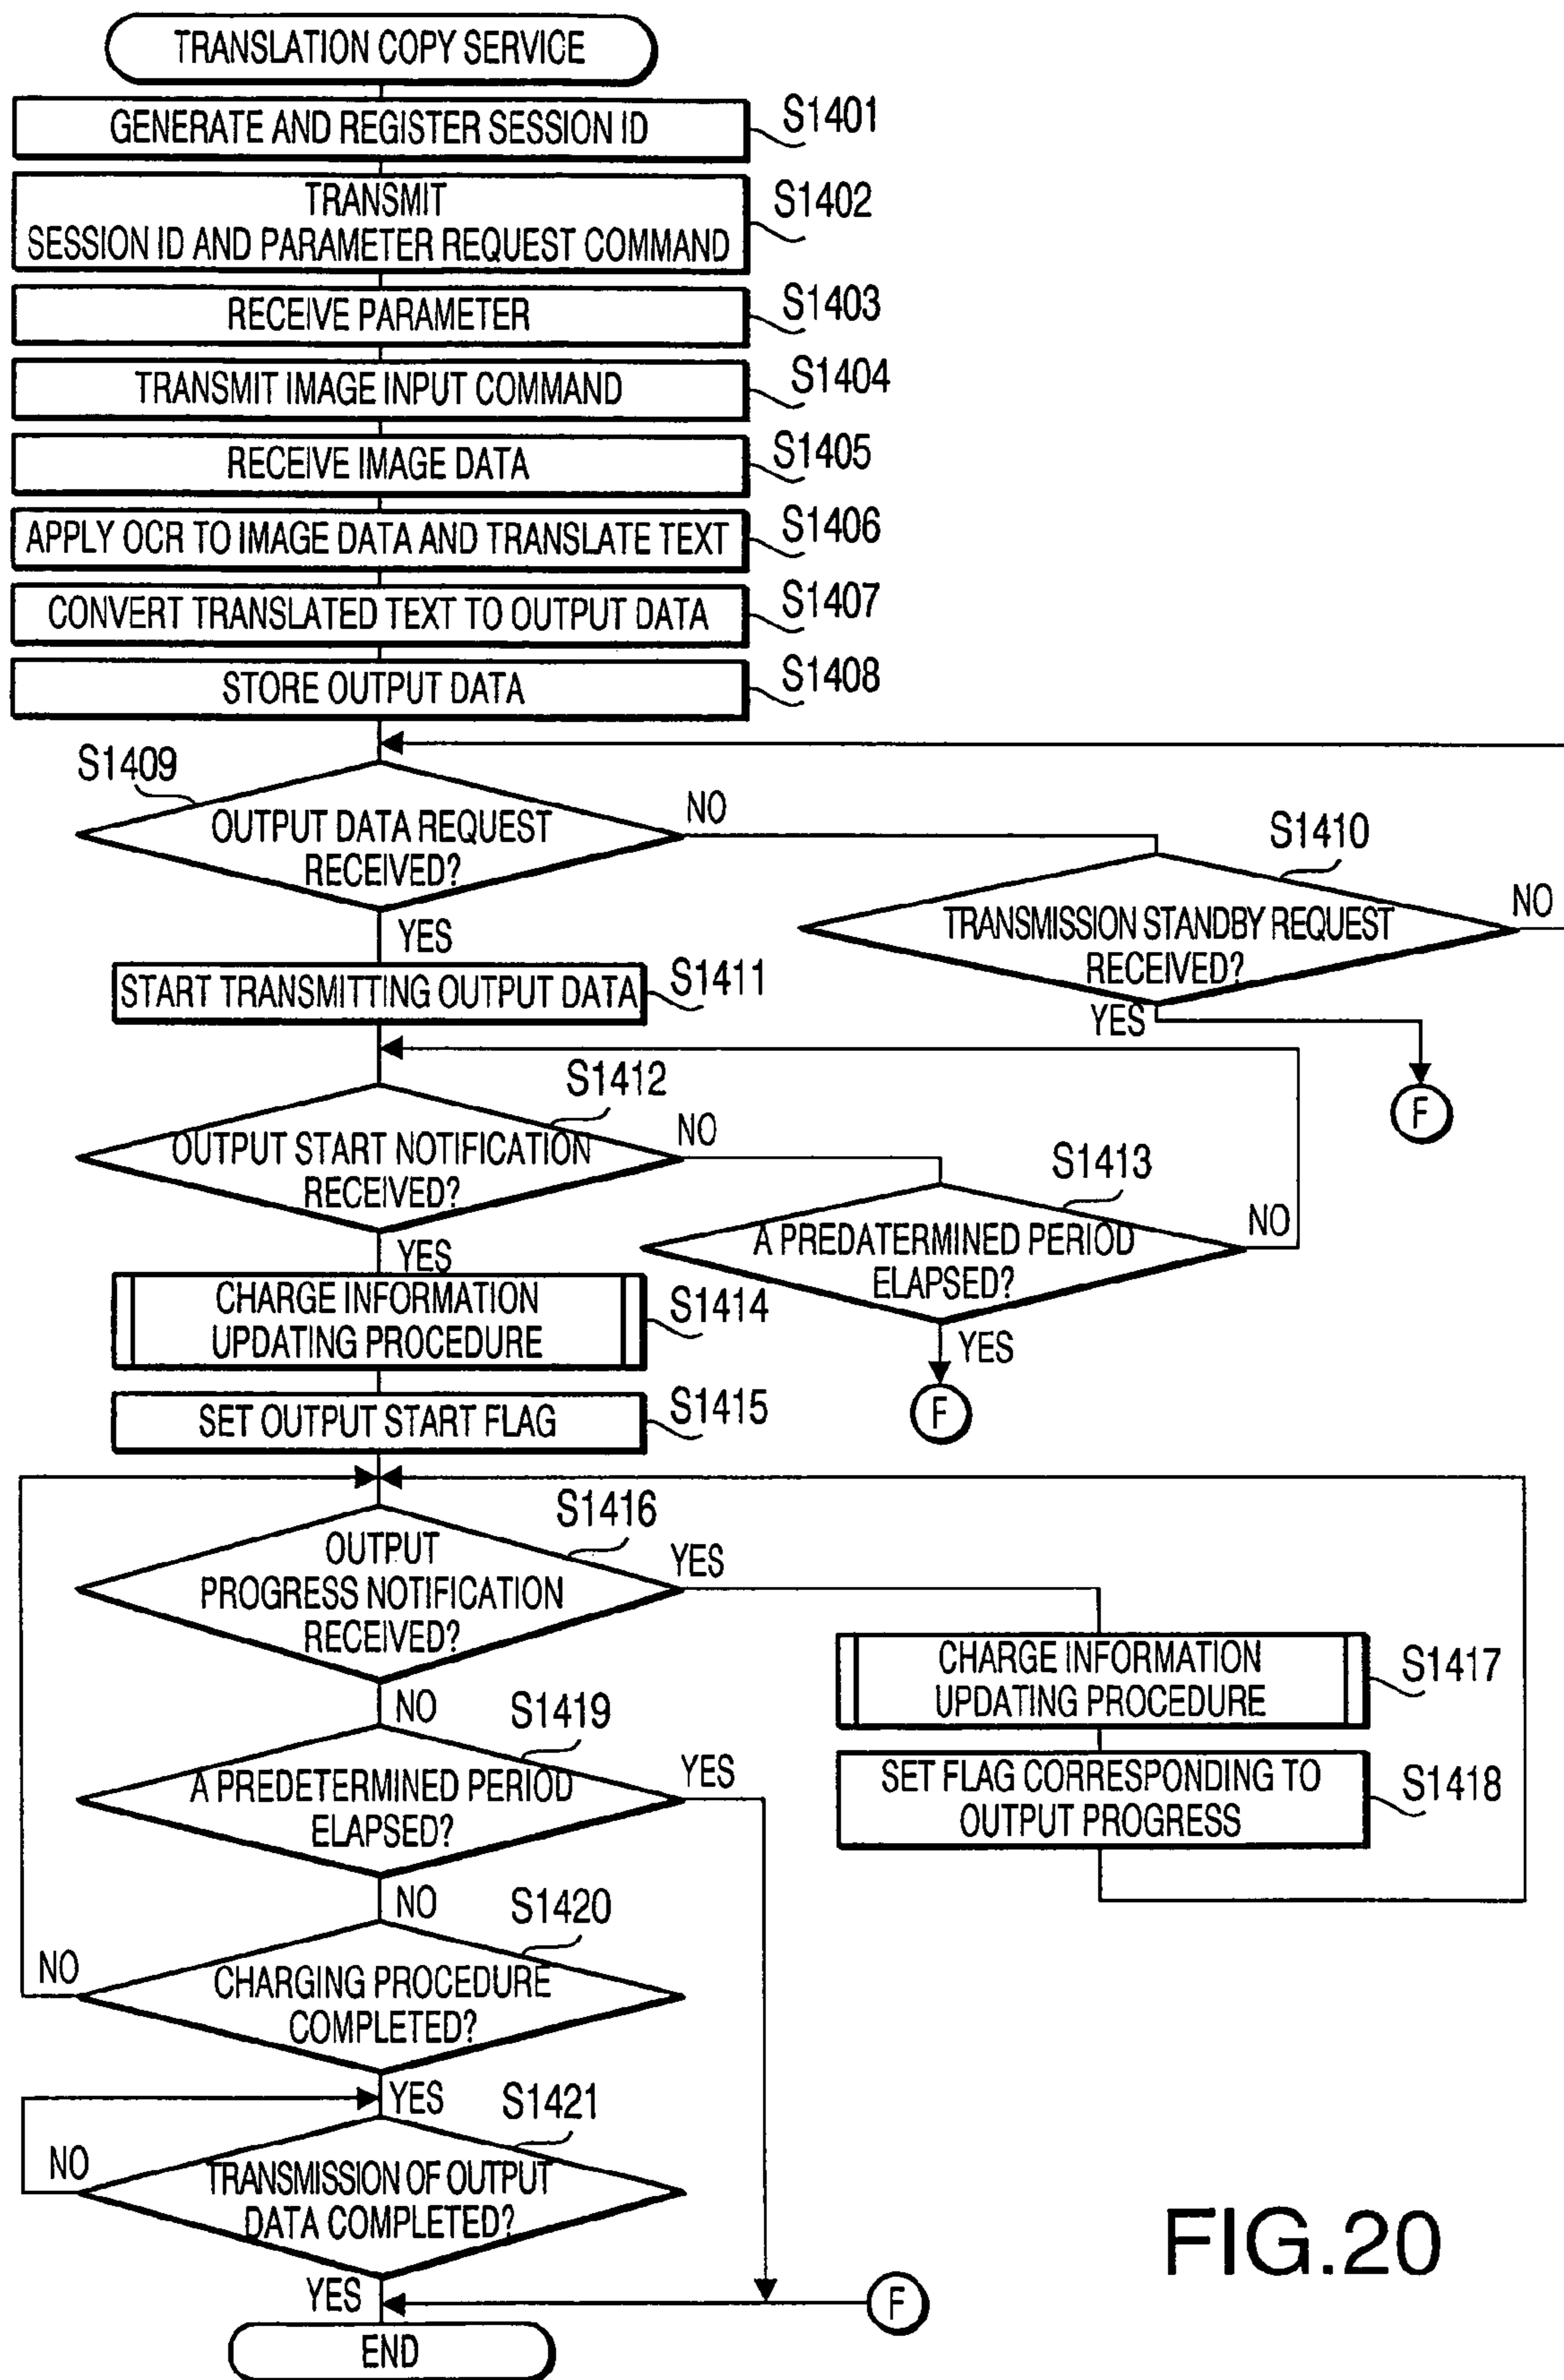 TRANSLATION COPY SERVICE
GENERATE AND REGISTER SESSION ID
S1401
TRANSMIT
SESSION ID AND PARAMETER REQUEST COMMAND
S1402
RECEIVE PARAMETER
S1403
TRANSMIT IMAGE INPUT COMMAND
S1404
RECEIVE IMAGE DATA
S1405
APPLY OCR TO IMAGE DATA AND TRANSLATE TEXT
S1406
CONVERT TRANSLATED TEXT TO OUTPUT DATA
S1407
STORE OUTPUT DATA
S1408
S1409
OUTPUT DATA REQUEST
RECEIVED?
NO
YES
S1410
TRANSMISSION STANDBY REQUEST
RECEIVED?
NO
YES
F
START TRANSMITTING OUTPUT DATA
S1411
S1412
OUTPUT START NOTIFICATION
RECEIVED?
NO
YES
S1413
A PREDATERMINED PERIOD
ELAPSED?
NO
YES
F
CHARGE INFORMATION
UPDATING PROCEDURE
S1414
SET OUTPUT START FLAG
S1415
S1416
OUTPUT
PROGRESS NOTIFICATION
RECEIVED?
YES
NO
CHARGE INFORMATION
UPDATING PROCEDURE
S1417
SET FLAG CORRESPONDING TO
OUTPUT PROGRESS
S1418
S1419
A PREDETERMINED PERIOD
ELAPSED?
YES
NO
S1420
CHARGING PROCEDURE
COMPLETED?
NO
YES
S1421
TRANSMISSION OF OUTPUT
DATA COMPLETED?
NO
YES
F
END
FIG.20